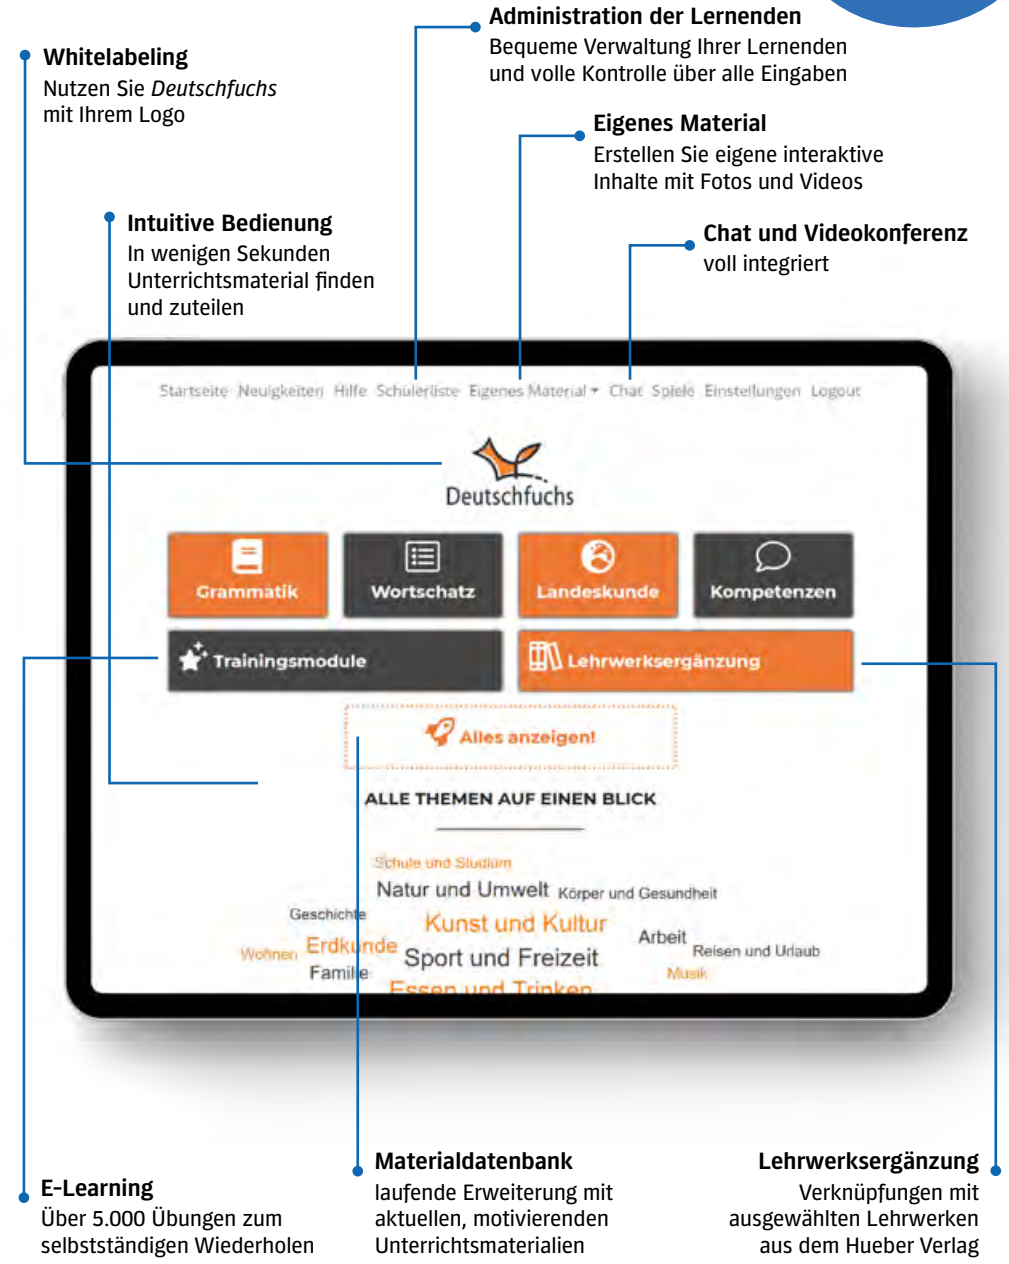 Administration der Lernenden
Bequeme Verwaltung Ihrer Lernenden
und volle Kontrolle über alle Eingaben
Whitelabeling
Nutzen Sie Deutschfuchs
mit Ihrem Logo
Eigenes Material
Erstellen Sie eigene interaktive
Inhalte mit Fotos und Videos
Intuitive Bedienung
In wenigen Sekunden
Unterrichtsmaterial finden
und zuteilen
Chat und Videokonferenz
voll integriert
Startseite Neuigkeiten Hilfe Schülerliste Eigenes Material Chat Spiele Einstellungen Logout
Deutschfuchs
Grammatik Wortschatz Landeskunde Kompetenzen
Trainingsmodule Lehrwerksergänzung
Alles anzeigen!
ALLE THEMEN AUF EINEN BLICK
Schule und Studium
Natur und Umwelt Körper und Gesundheit
Geschichte Kunst und Kultur
Wohnen Erdkunde Sport und Freizeit Arbeit Reisen und Urlaub
Familie Musik
Essen und Trinken
E-Learning
Über 5.000 Übungen zum
selbstständigen Wiederholen
Materialdatenbank
laufende Erweiterung mit
aktuellen, motivierenden
Unterrichtsmaterialien
Lehrwerksergänzung
Verknüpfungen mit
ausgewählten Lehrwerken
aus dem Hueber Verlag